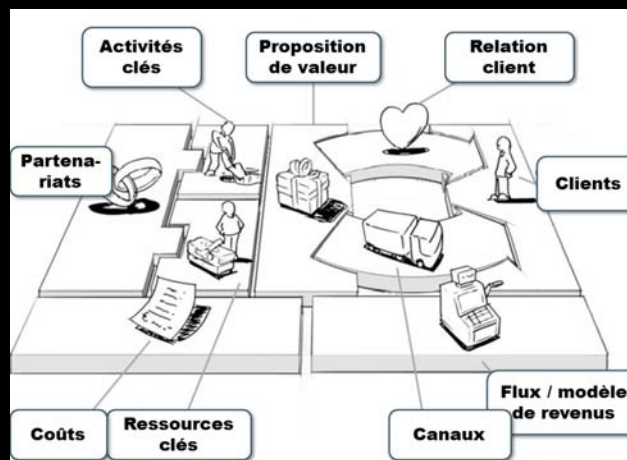 Activités
clés
Proposition
de valeur
Relation
client
Partena-
riats
Clients
Coûts
Ressources
clés
Canaux
Flux / modèle
de revenus